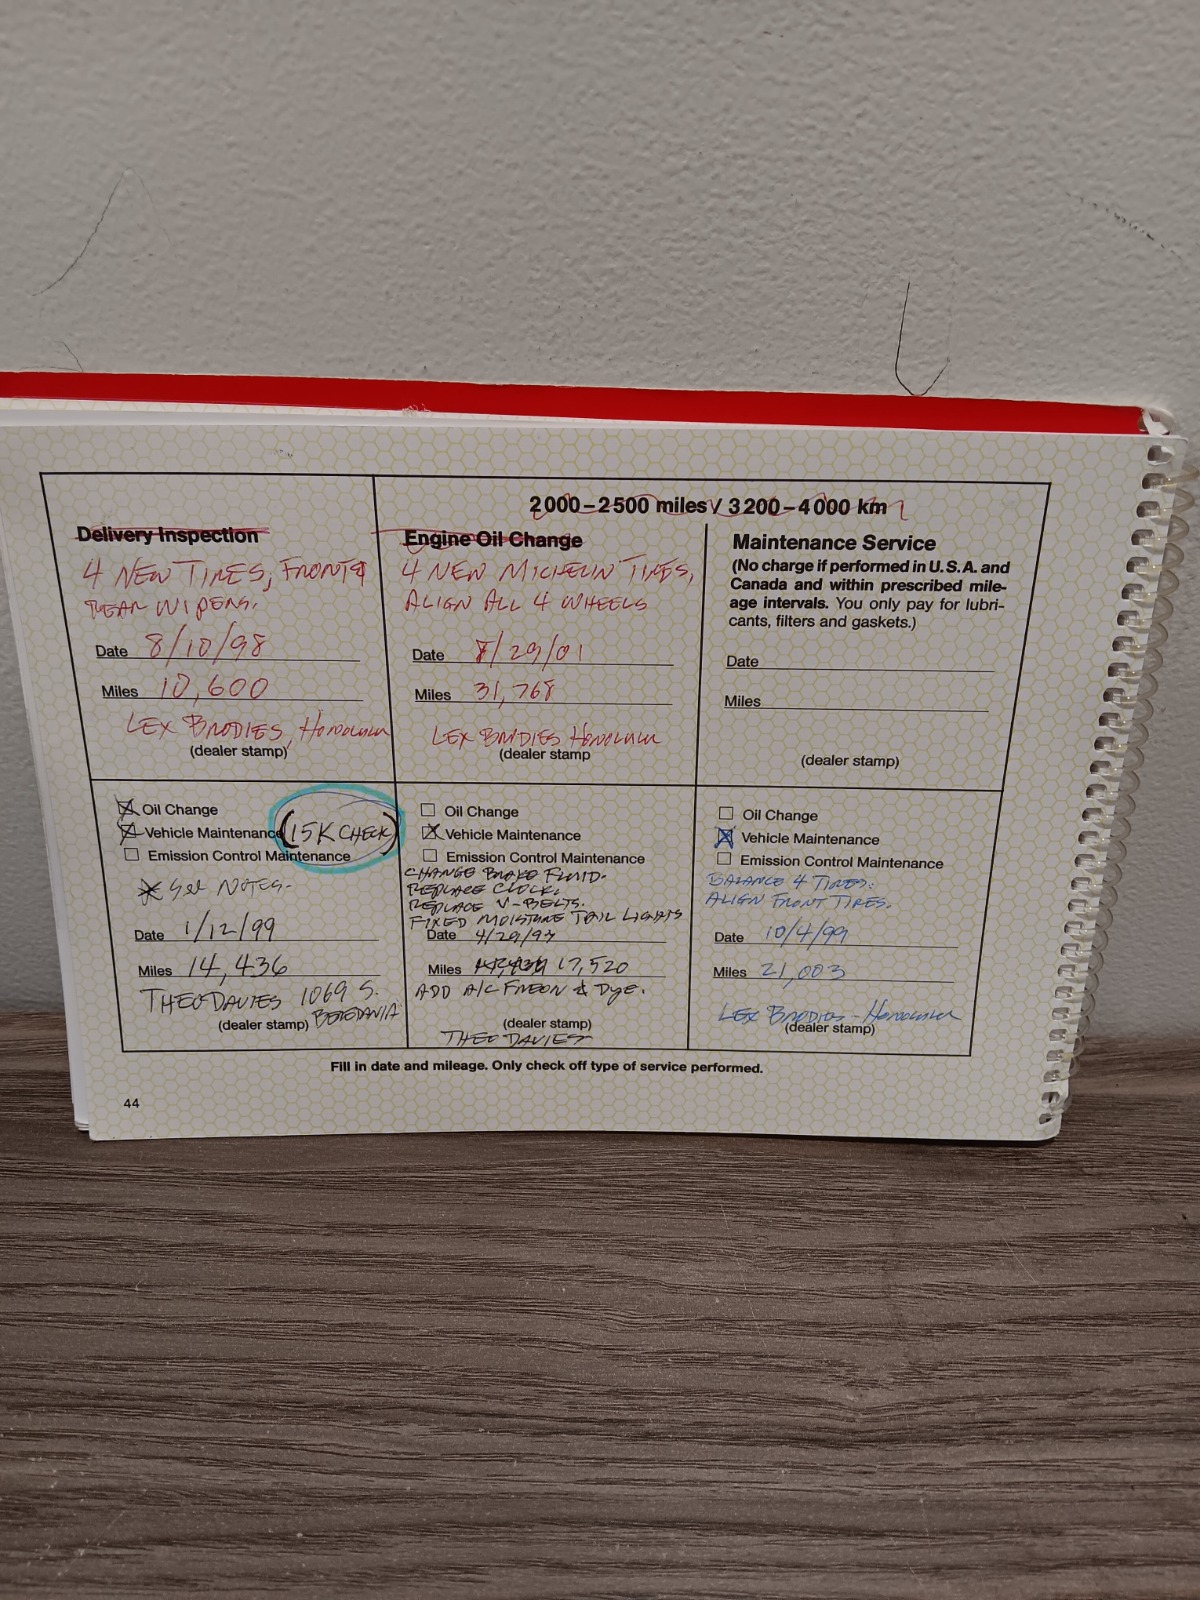 2000–2500 miles / 3200–4000 km
Delivery Inspection
4 NEW TIRES, FRONT &
REAR WIPERS.
Date 8/10/98
Miles 10,600
LEX BRODIES, HONOLULU
(dealer stamp)
Engine Oil Change
4 NEW MICHELIN TIRES,
ALIGN ALL 4 WHEELS
Date 8/29/01
Miles 31,768
LEX BRODIES HONOLULU
(dealer stamp
Maintenance Service
(No charge if performed in U.S.A. and
Canada and within prescribed mile-
age intervals. You only pay for lubri-
cants, filters and gaskets.)
Date
Miles
(dealer stamp)
Oil Change
Vehicle Maintenance (15K CHECK)
Emission Control Maintenance
See NOTES.
Date 1/12/99
Miles 14,436
THEO DAVIES 1069 S.
(dealer stamp) BERETANIA
Oil Change
Vehicle Maintenance
Emission Control Maintenance
CHANGE BRAKE FLUID.
REPLACE CLOCK.
REPLACE V-BELTS.
FIXED MOISTURE TAIL LIGHTS
Date 4/29/99
Miles 17,520
ADD A/C FREON & DYE.
(dealer stamp)
THEO DAVIES
Oil Change
Vehicle Maintenance
Emission Control Maintenance
BALANCE 4 TIRES.
ALIGN FRONT TIRES.
Date 10/4/99
Miles 21,003
LEX BRODIES - HONOLULU
(dealer stamp)
Fill in date and mileage. Only check off type of service performed.
44